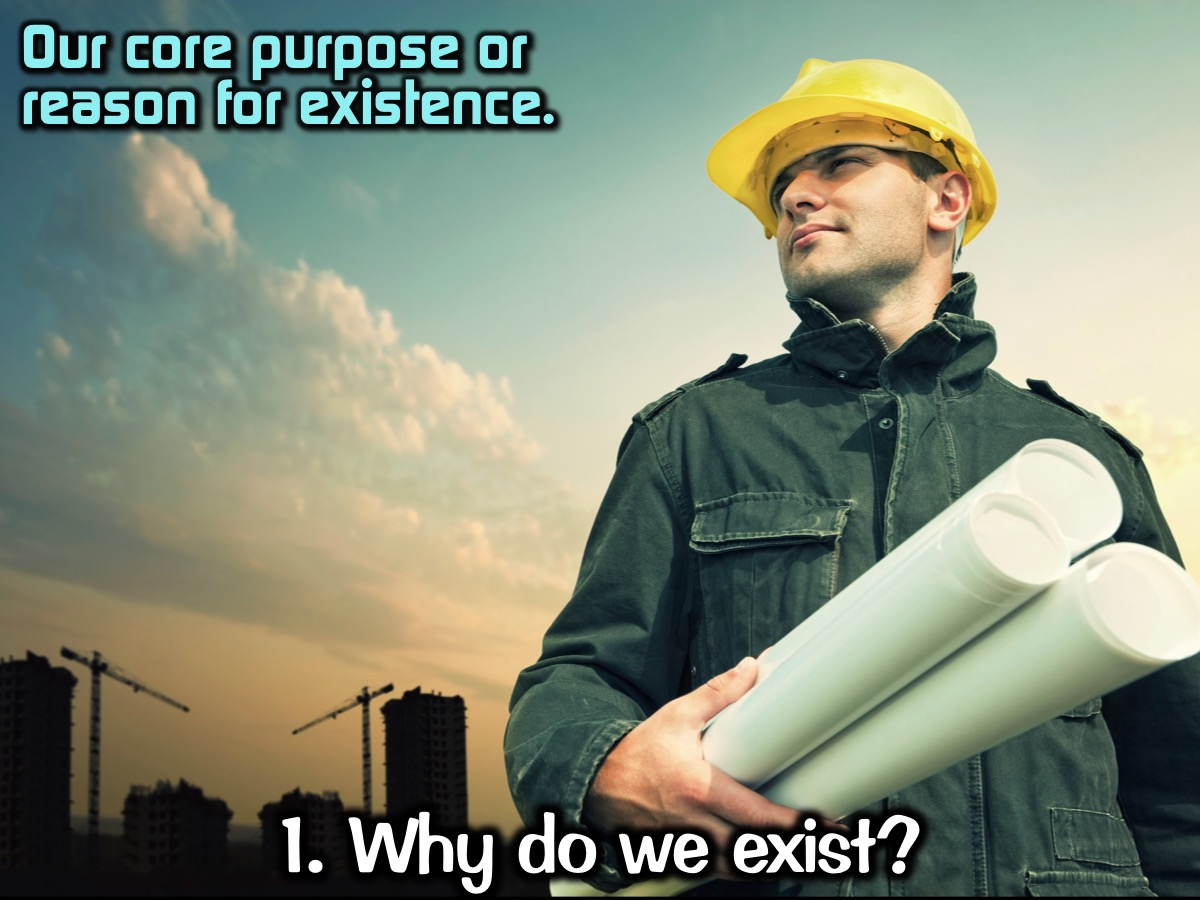 Our core purpose or
reason for existence.
1. Why do we exist?